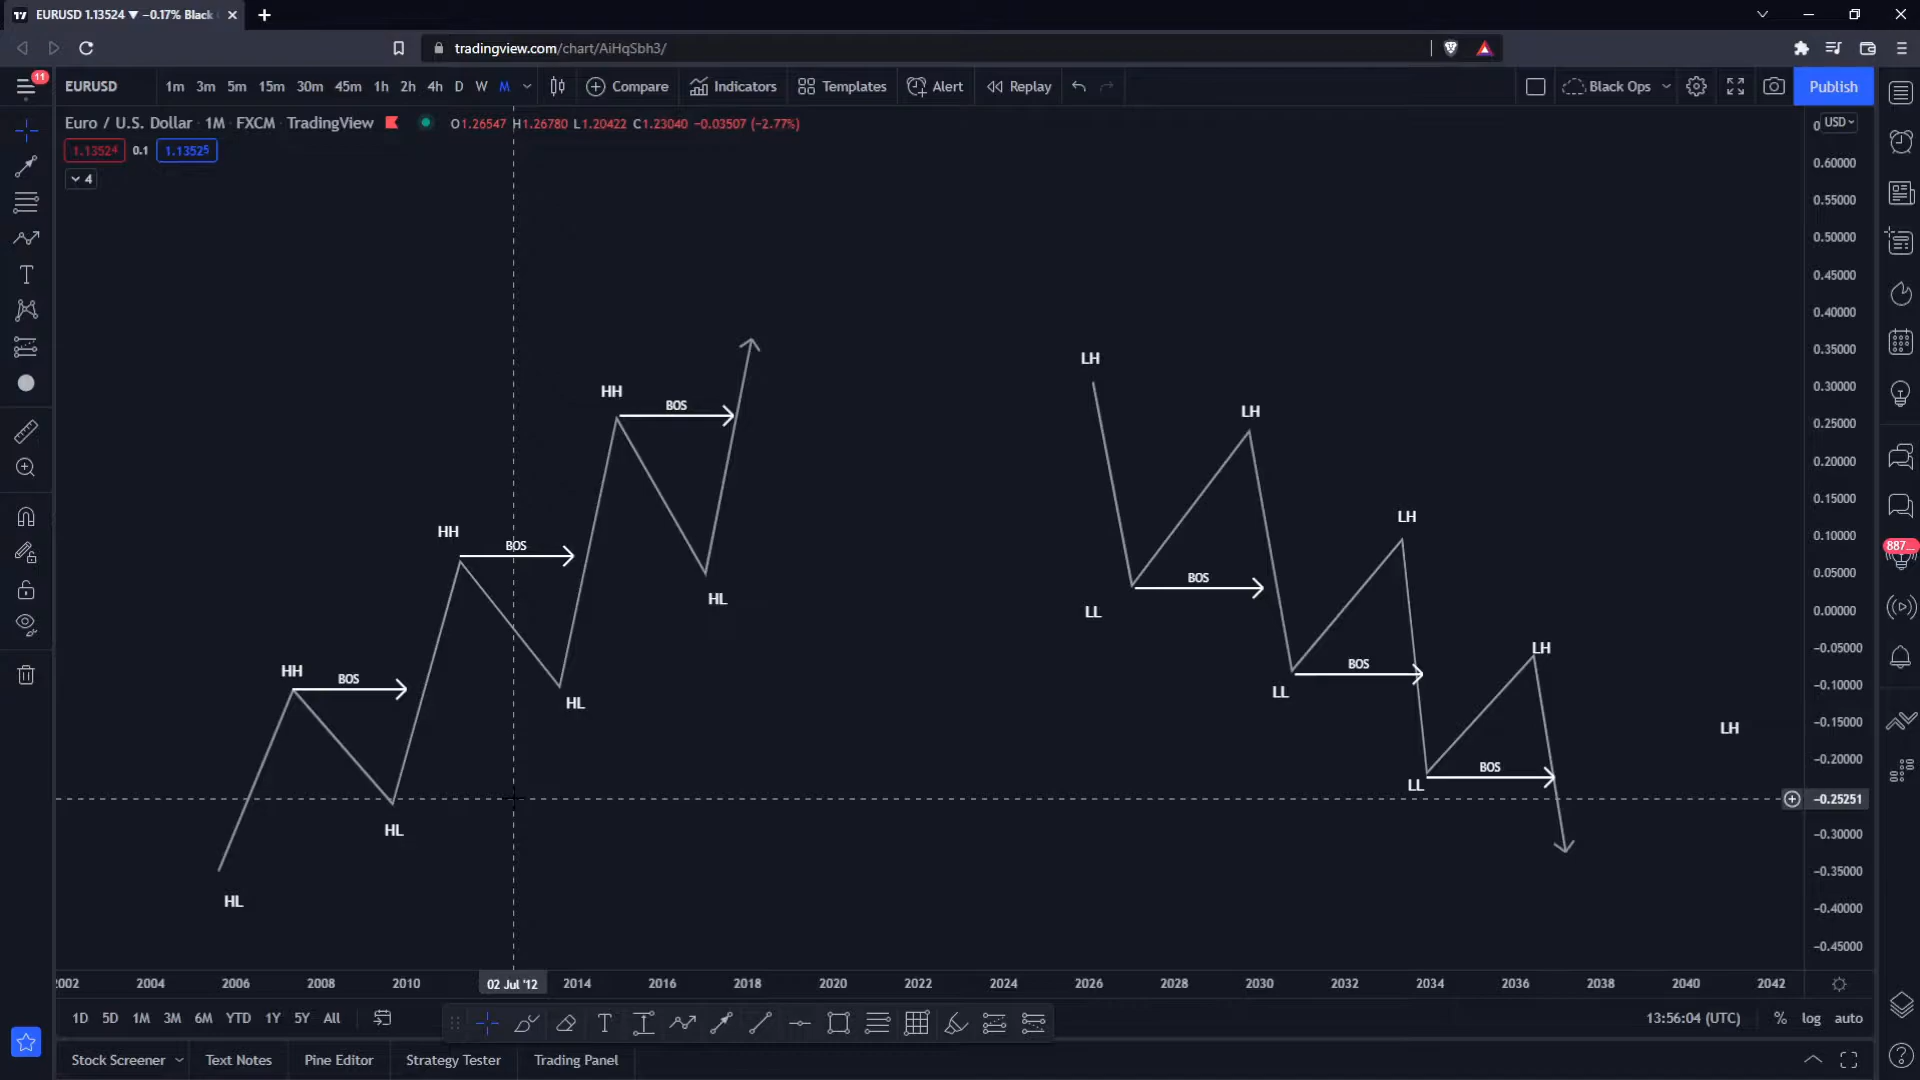 EURUSD 1.13524 ▼ −0.17% Black
tradingview.com/chart/AiHqSbh3/
11
EURUSD 1m 3m 5m 15m 30m 45m 1h 2h 4h D W M Compare Indicators Templates Alert Replay Black Ops Publish
Euro / U.S. Dollar · 1M · FXCM · TradingView O1.26547 H1.26780 L1.20422 C1.23040 −0.03507 (−2.77%)
1.13524 0.1 1.13525
4
USD
0.60000
0.55000
0.50000
0.45000
0.40000
0.35000
0.30000
0.25000
0.20000
0.15000
0.10000
0.05000
0.00000
−0.05000
−0.10000
−0.15000
−0.20000
−0.25251
−0.30000
−0.35000
−0.40000
−0.45000
887...
HH
BOS
HL
HH
BOS
HL
HH
BOS
HL
HL
LH
LH
BOS
LL
LH
BOS
LL
LH
BOS
LL
LH
2002 2004 2006 2008 2010 02 Jul '12 2014 2016 2018 2020 2022 2024 2026 2028 2030 2032 2034 2036 2038 2040 2042
1D 5D 1M 3M 6M YTD 1Y 5Y All
13:56:04 (UTC) % log auto
Stock Screener Text Notes Pine Editor Strategy Tester Trading Panel